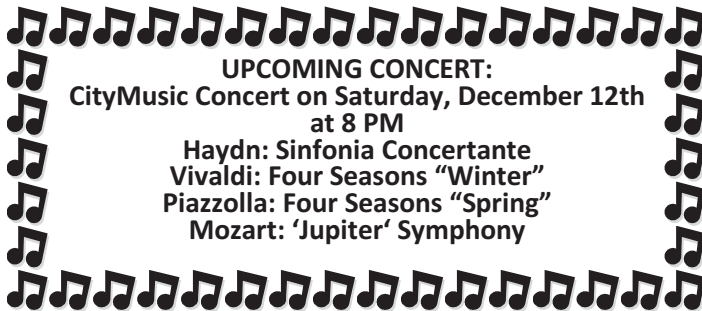 UPCOMING CONCERT:
CityMusic Concert on Saturday, December 12th
at 8 PM
Haydn: Sinfonia Concertante
Vivaldi: Four Seasons “Winter”
Piazzolla: Four Seasons “Spring”
Mozart: ‘Jupiter‘ Symphony